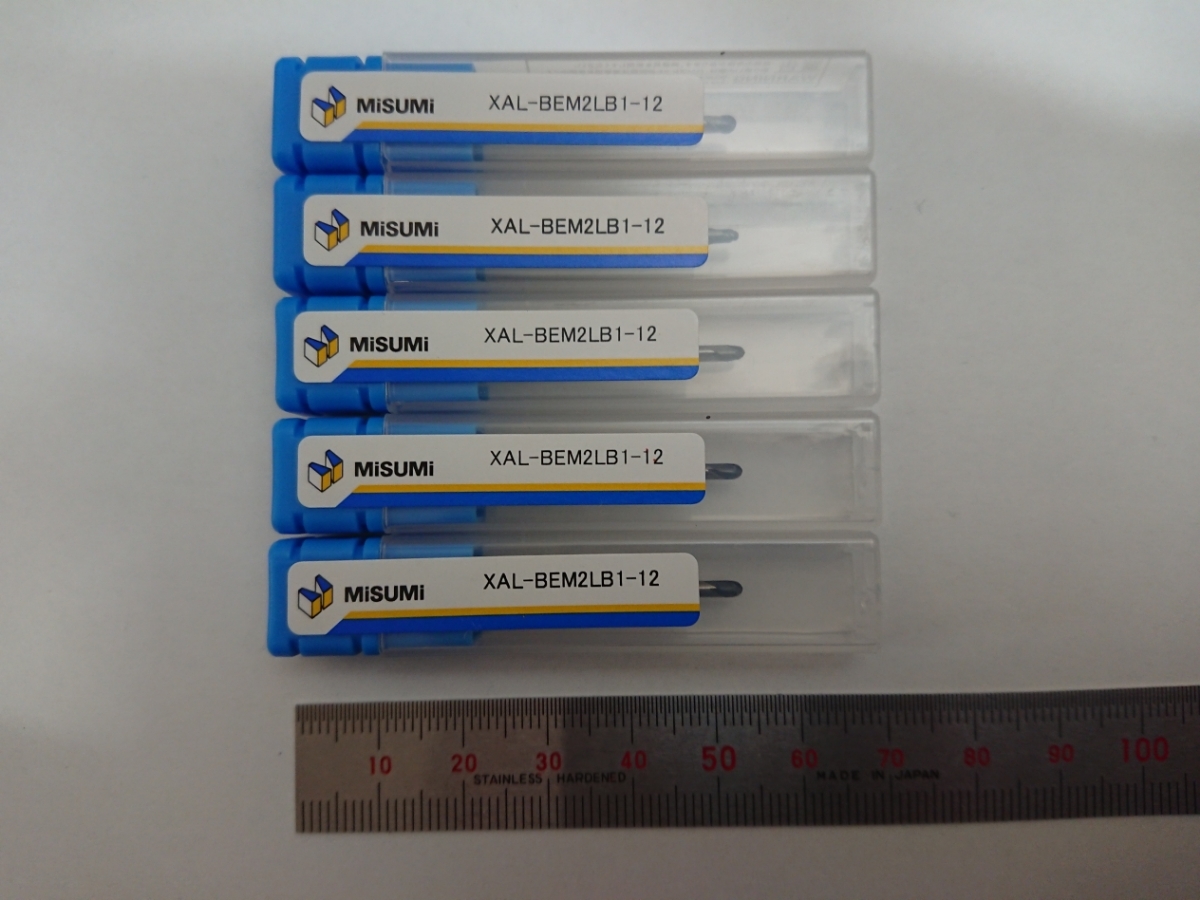 MiSUMi XAL-BEM2LB1-12
MiSUMi XAL-BEM2LB1-12
MiSUMi XAL-BEM2LB1-12
MiSUMi XAL-BEM2LB1-12
MiSUMi XAL-BEM2LB1-12
10 20 30 40 50 60 70 80 90 100
STAINLESS HARDENED MADE IN JAPAN